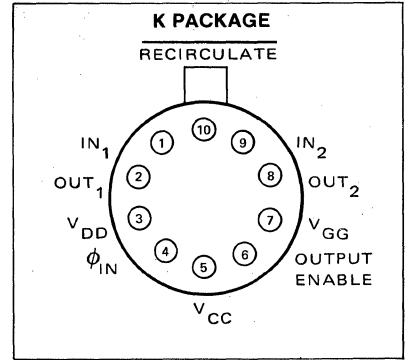 K PACKAGE
RECIRCULATE
10
IN1 1 9 IN2
OUT1 2 8 OUT2
VDD 3 7 VGG
ϕIN 4 6 OUTPUT
ENABLE
5
VCC